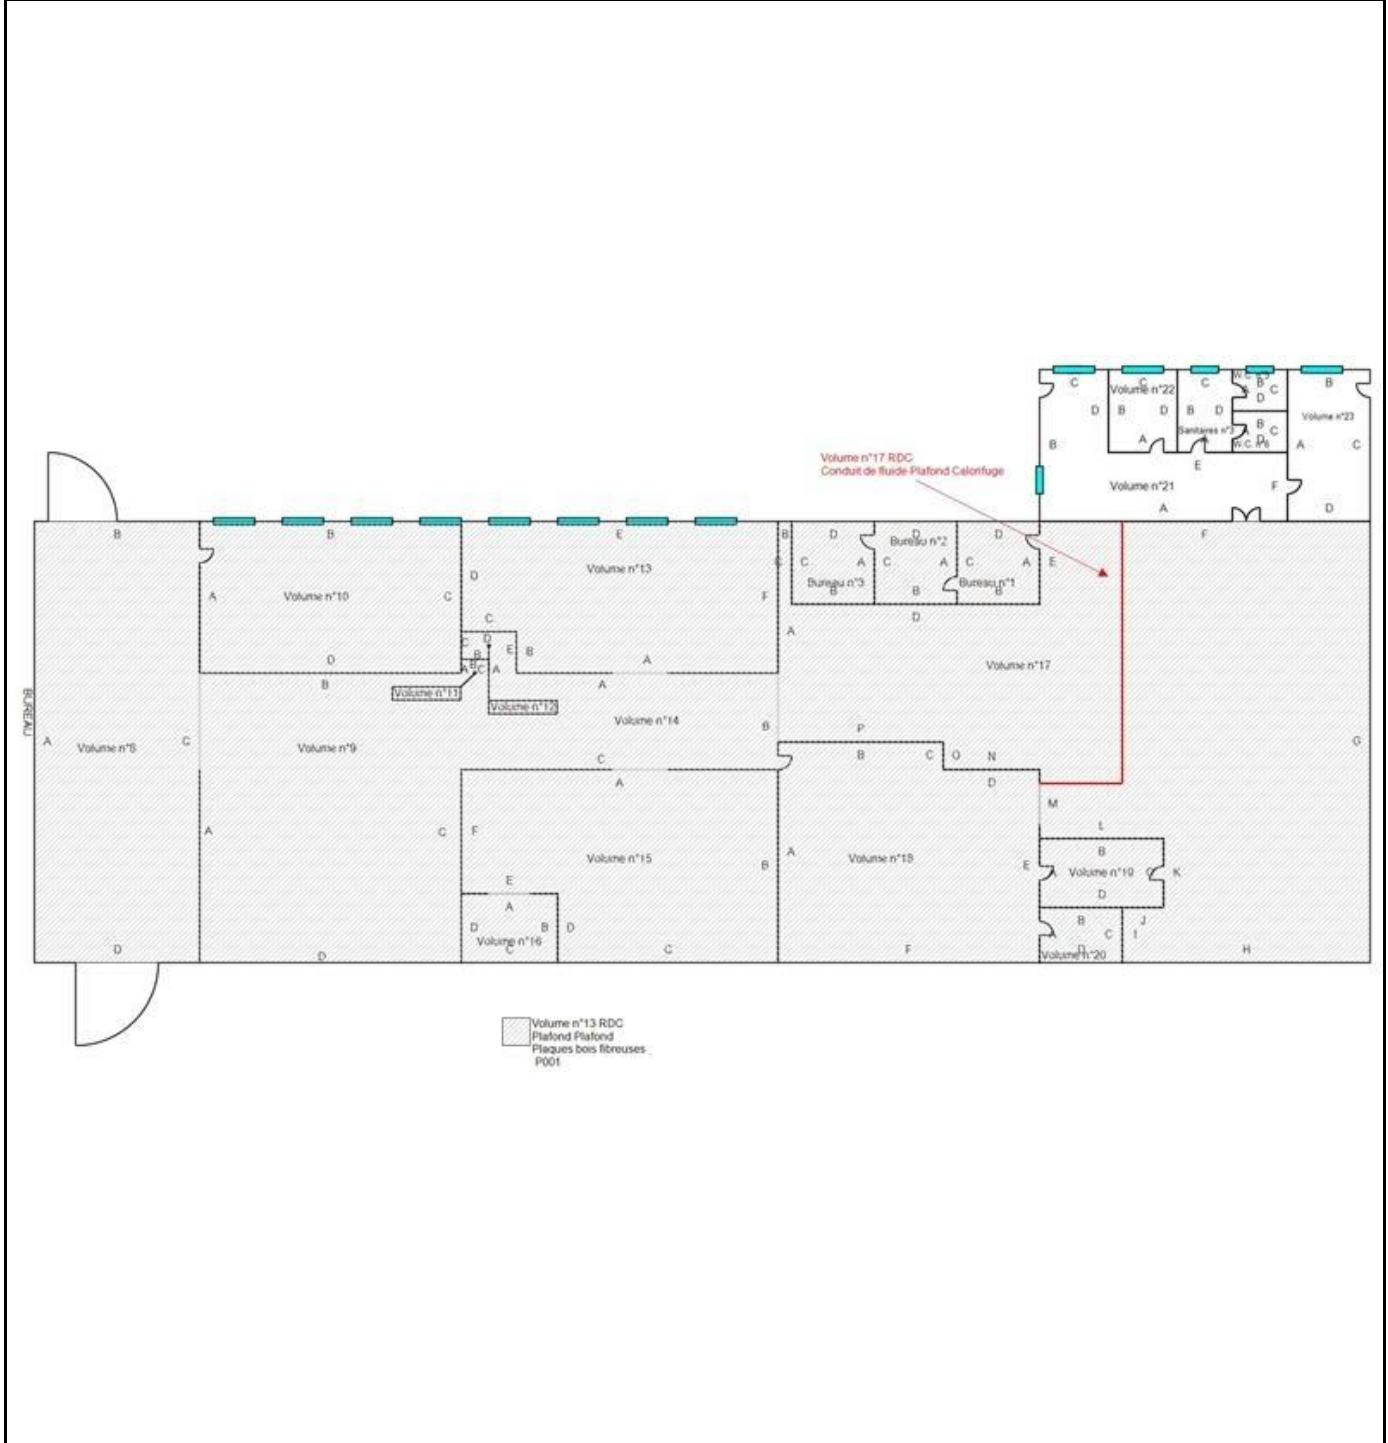 C
C
C
W.C. n°5
B
C
B
Volume n°22
A
D
D
B
D
B
D
Volume n°23
Sanitaires n°3
B
C
A
D
A
A
W.C. n°6
B
A
C
E
Volume n°17 RDC
Conduit de fluide Plafond Calorifuge
Volume n°21
F
A
D
B
B
E
B
D
D
D
F
Bureau n°2
G
C
A
C
A
C
A
E
Volume n°13
D
Bureau n°3
Bureau n°1
B
B
B
A
Volume n°10
C
F
D
C
A
D
C
E
B
B
D
A
Volume n°17
B
A
C
A
B
A
Volume n°11
Volume n°12
BUREAU
Volume n°14
B
P
A
Volume n°8
C
Volume n°9
C
B
C
O
N
G
A
D
M
A
C
F
L
Volume n°15
B
A
Volume n°18
E
B
A
Volume n°19
C
K
E
D
A
D
B
D
B
J
A
C
I
Volume n°16
C
D
D
C
F
D
Volume n°20
H
Volume n°13 RDC
Plafond Plafond
Plaques bois fibreuses
P001